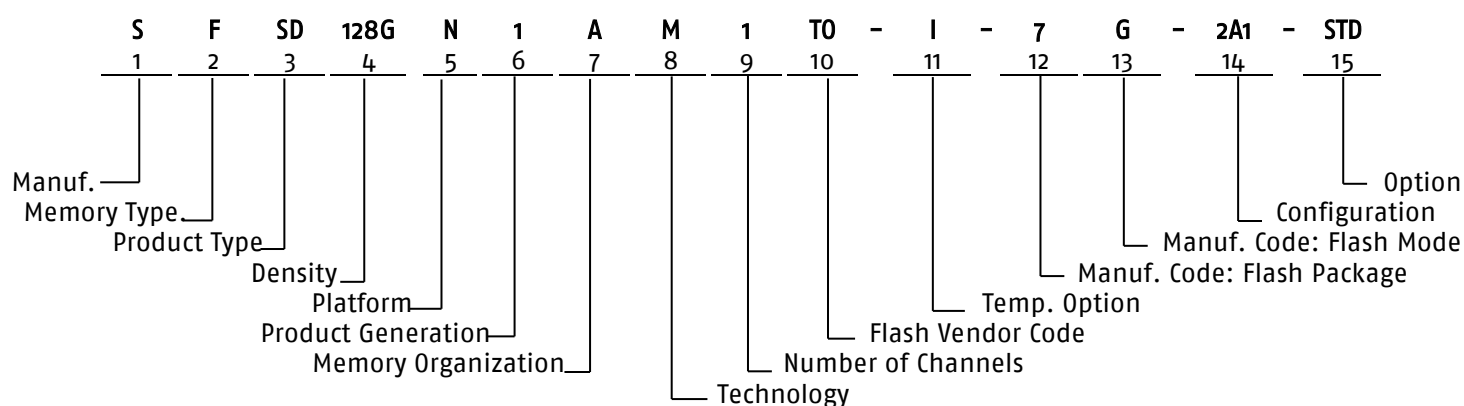 S F SD 128G N 1 A M 1 TO - I - 7 G - 2A1 - STD
1 2 3 4 5 6 7 8 9 10 11 12 13 14 15
Manuf. Option
Memory Type. Configuration
Product Type Manuf. Code: Flash Mode
Density Manuf. Code: Flash Package
Platform Temp. Option
Product Generation Flash Vendor Code
Memory Organization Number of Channels
Technology